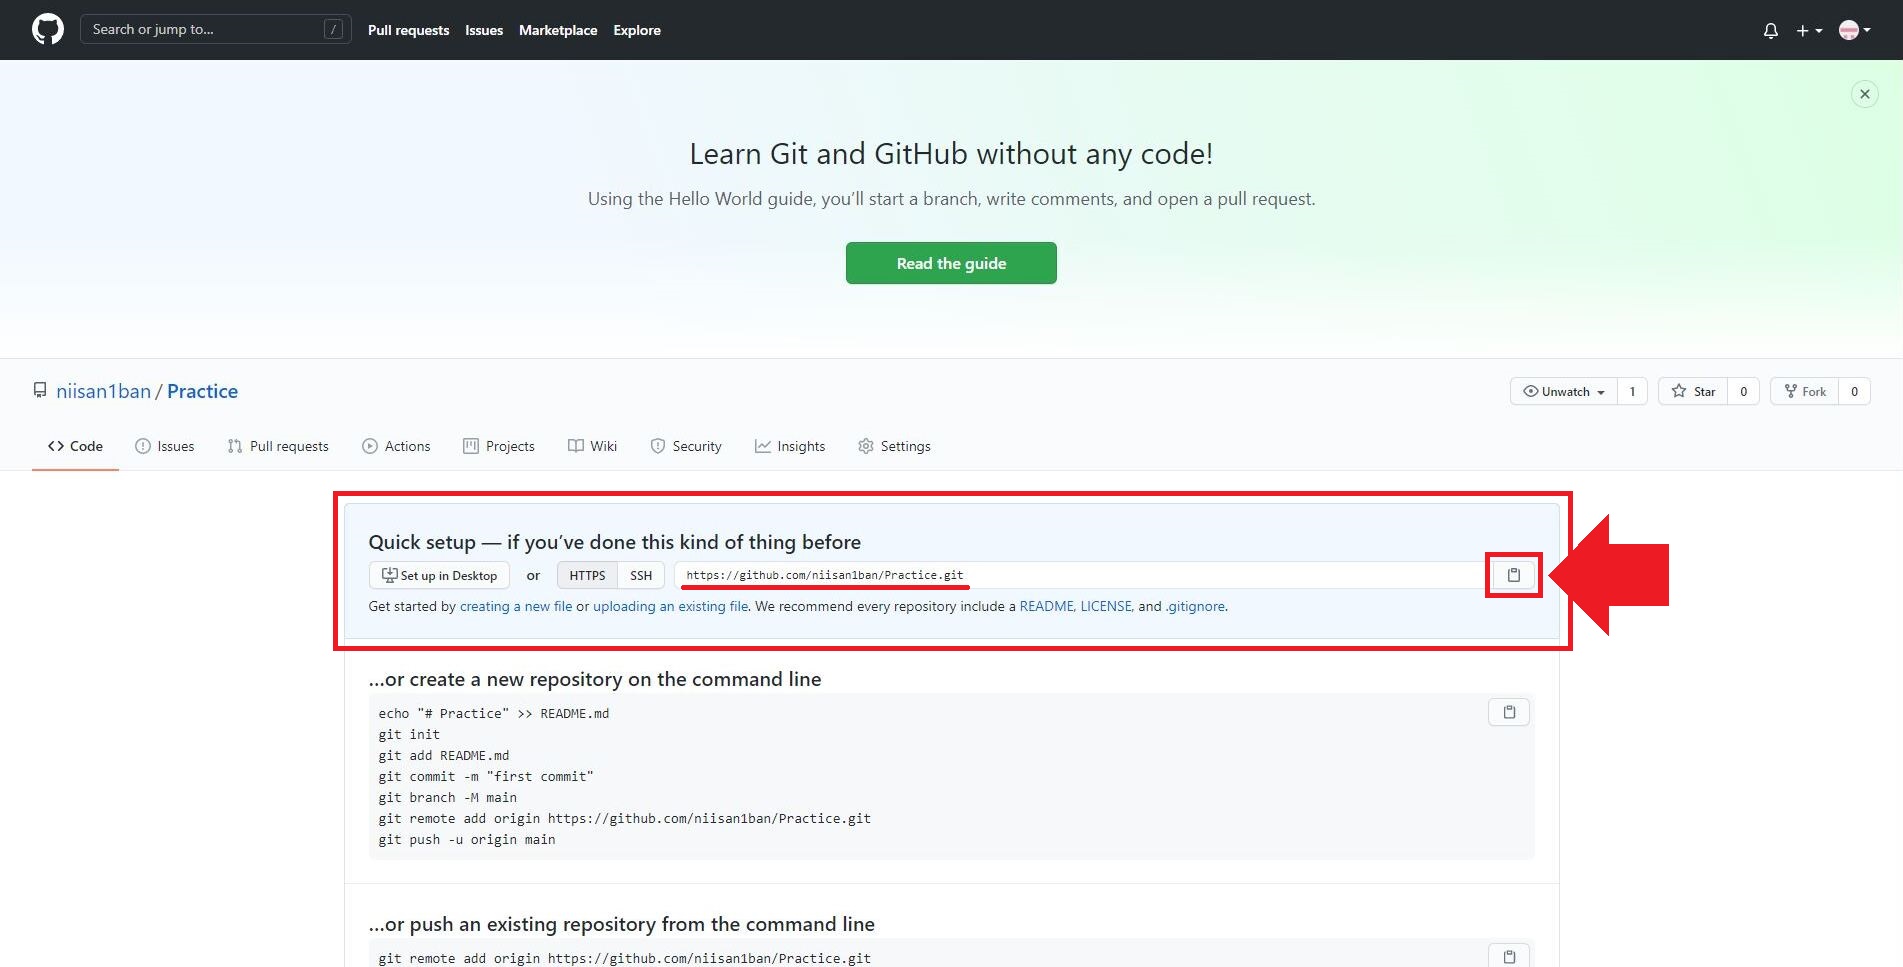 Search or jump to... / Pull requests Issues Marketplace Explore
Learn Git and GitHub without any code!
Using the Hello World guide, you’ll start a branch, write comments, and open a pull request.
Read the guide
niisan1ban / Practice Unwatch 1 Star 0 Fork 0
Code Issues Pull requests Actions Projects Wiki Security Insights Settings
Quick setup — if you’ve done this kind of thing before
Set up in Desktop or HTTPS SSH https://github.com/niisan1ban/Practice.git
Get started by creating a new file or uploading an existing file. We recommend every repository include a README, LICENSE, and .gitignore.
…or create a new repository on the command line
echo "# Practice" >> README.md
git init
git add README.md
git commit -m "first commit"
git branch -M main
git remote add origin https://github.com/niisan1ban/Practice.git
git push -u origin main
…or push an existing repository from the command line
git remote add origin https://github.com/niisan1ban/Practice.git